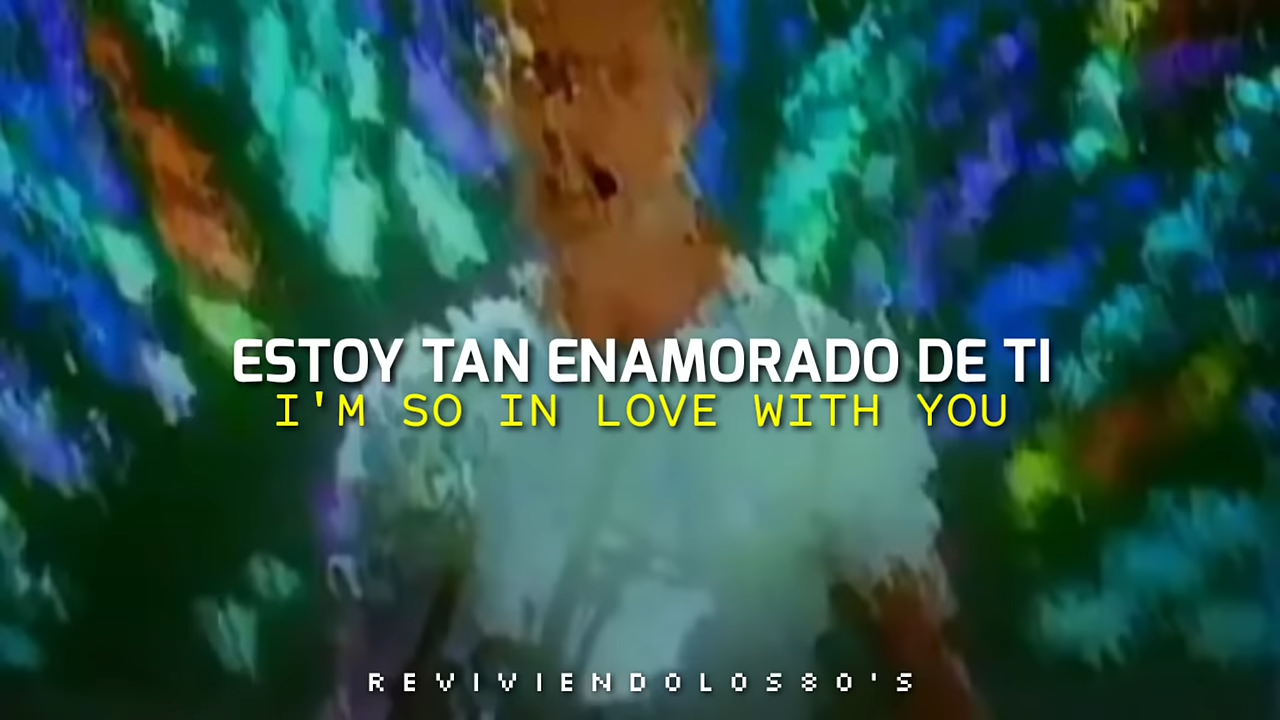 ESTOY TAN ENAMORADO DE TI
I'M SO IN LOVE WITH YOU
REVIVIENDOLOS80'S